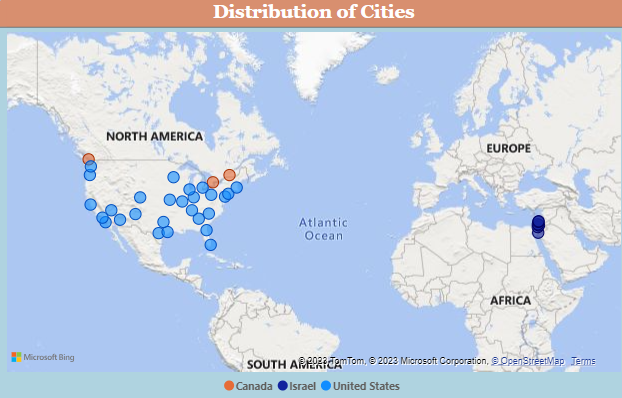 Distribution of Cities
NORTH AMERICA
EUROPE
Atlantic
Ocean
AFRICA
SOUTH AMERICA
Microsoft Bing
© 2023 TomTom, © 2023 Microsoft Corporation, © OpenStreetMap Terms
Canada Israel United States